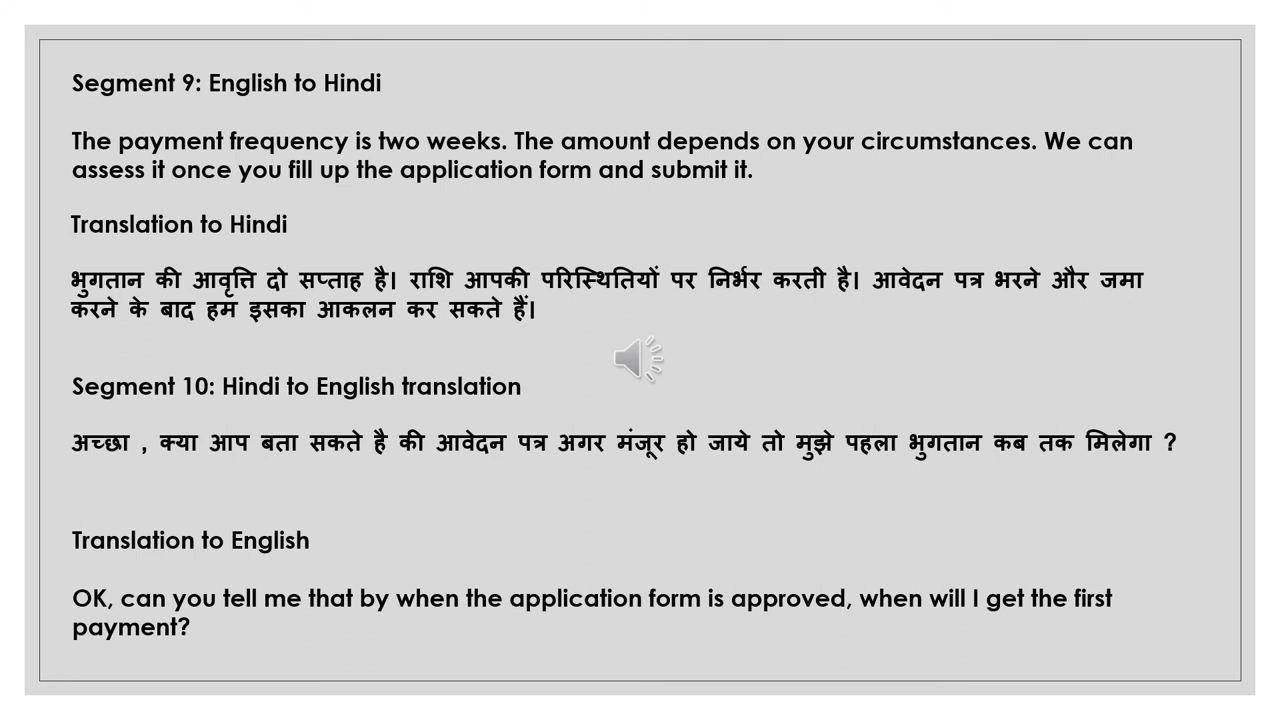 Segment 9: English to Hindi
The payment frequency is two weeks. The amount depends on your circumstances. We can
assess it once you fill up the application form and submit it.
Translation to Hindi
भुगतान की आवृत्ति दो सप्ताह है। राशि आपकी परिस्थितियों पर निर्भर करती है। आवेदन पत्र भरने और जमा
करने के बाद हम इसका आकलन कर सकते हैं।
Segment 10: Hindi to English translation
अच्छा , क्या आप बता सकते है की आवेदन पत्र अगर मंजूर हो जाये तो मुझे पहला भुगतान कब तक मिलेगा ?
Translation to English
OK, can you tell me that by when the application form is approved, when will I get the first
payment?